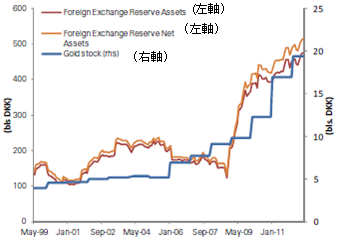 600
500
400
300
200
100
0
Foreign Exchange Reserve Assets (左軸)
Foreign Exchange Reserve Net Assets (左軸)
Gold stock (rhs) (右軸)
25
20
15
10
5
0
(bls DKK)
(bls. DKK)
May-99 Jan-01 Sep-02 May-04 Jan-06 Sep-07 May-09 Jan-11